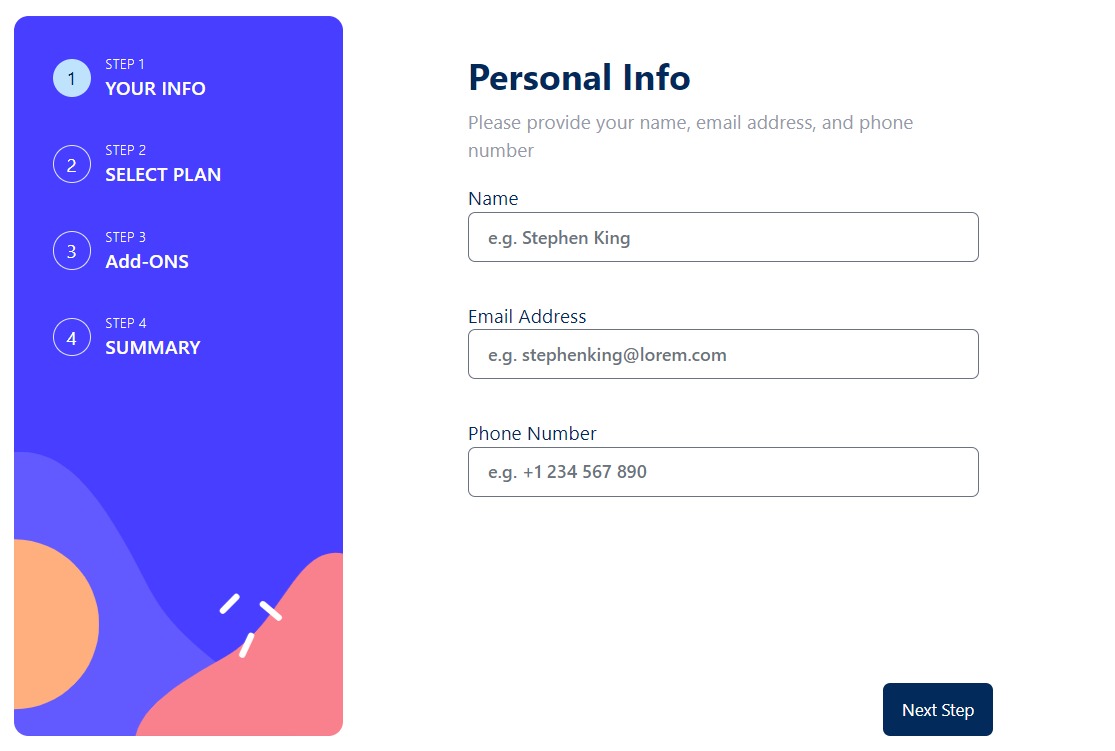 1
STEP 1
YOUR INFO
2
STEP 2
SELECT PLAN
3
STEP 3
Add-ONS
4
STEP 4
SUMMARY
Personal Info
Please provide your name, email address, and phone
number
Name
e.g. Stephen King
Email Address
e.g. stephenking@lorem.com
Phone Number
e.g. +1 234 567 890
Next Step